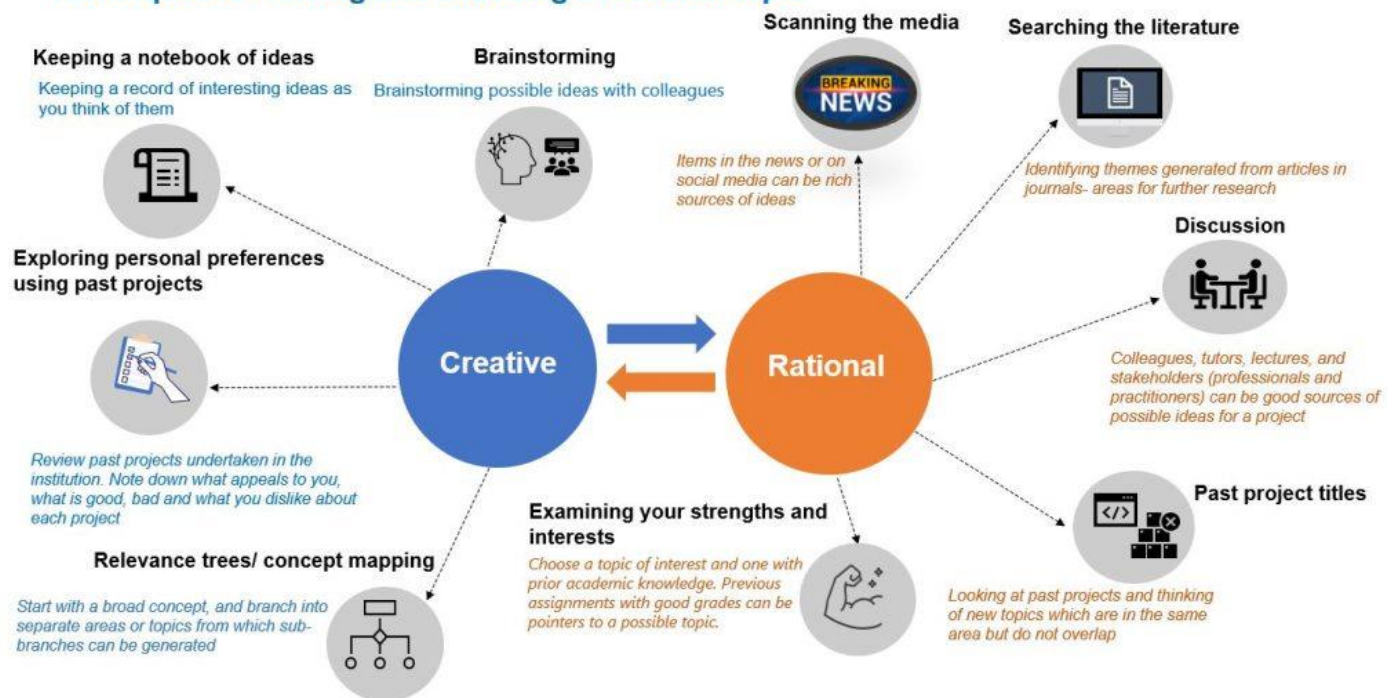 Scanning the media
Searching the literature
Keeping a notebook of ideas
Keeping a record of interesting ideas as
you think of them
Brainstorming
Brainstorming possible ideas with colleagues
BREAKING
NEWS
Items in the news or on
social media can be rich
sources of ideas
Identifying themes generated from articles in
journals- areas for further research
Discussion
Colleagues, tutors, lectures, and
stakeholders (professionals and
practitioners) can be good sources of
possible ideas for a project
Exploring personal preferences
using past projects
Creative
Rational
Review past projects undertaken in the
institution. Note down what appeals to you,
what is good, bad and what you dislike about
each project
Past project titles
</>
Looking at past projects and thinking
of new topics which are in the same
area but do not overlap
Examining your strengths and
interests
Choose a topic of interest and one with
prior academic knowledge. Previous
assignments with good grades can be
pointers to a possible topic.
Relevance trees/ concept mapping
Start with a broad concept, and branch into
separate areas or topics from which sub-
branches can be generated